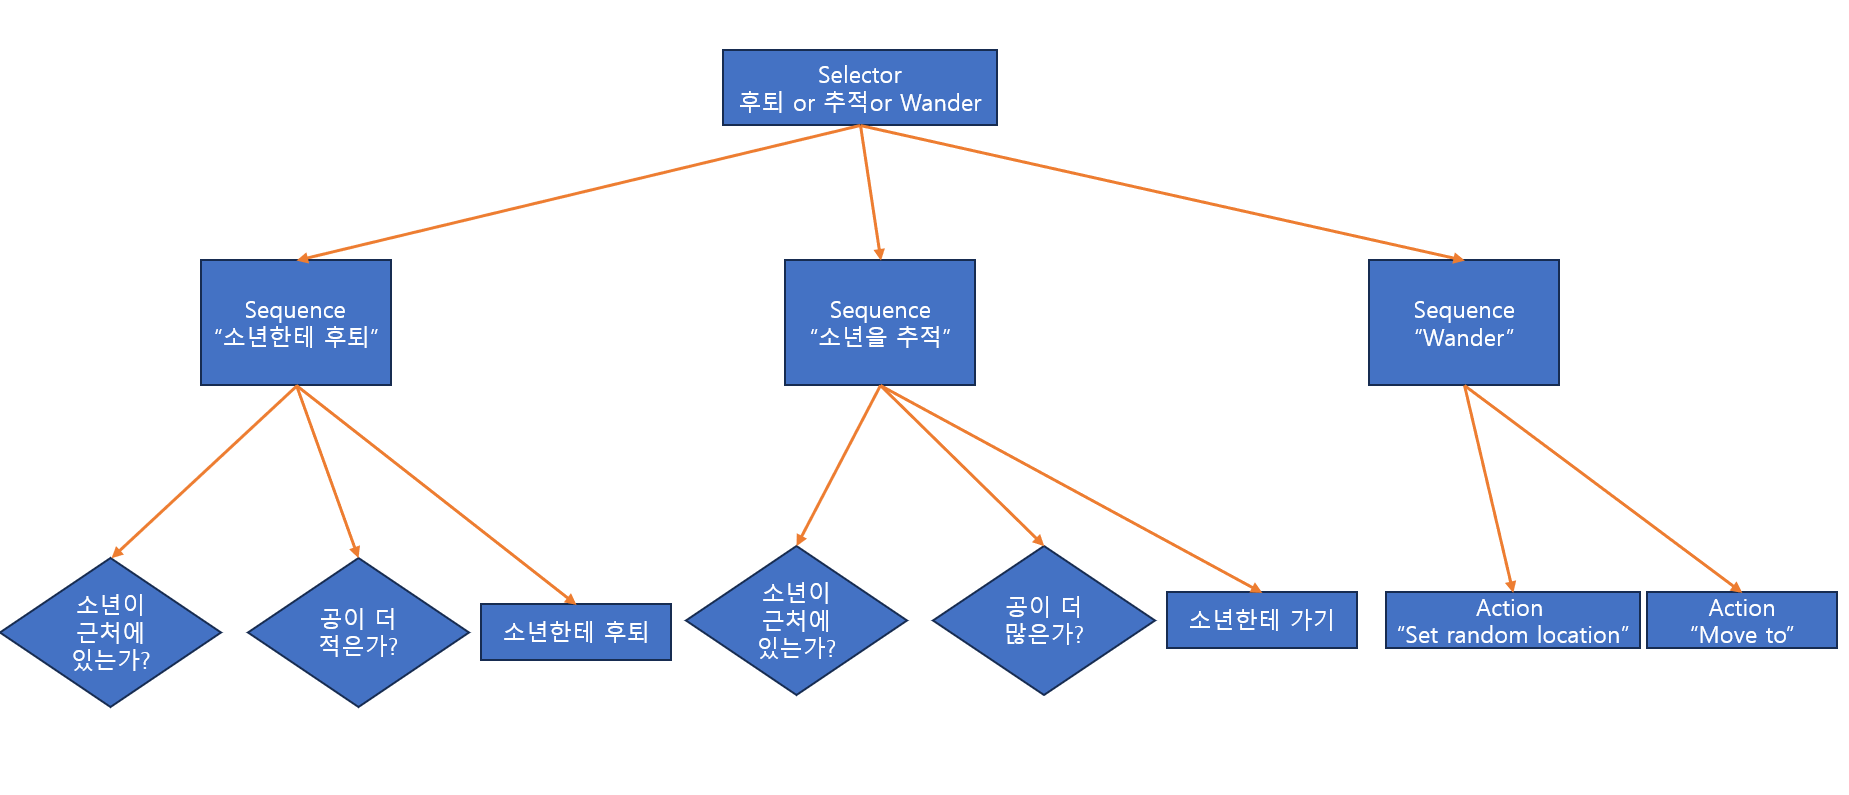 Selector
후퇴 or 추적or Wander
Sequence
“소년한테 후퇴”
Sequence
“소년을 추적”
Sequence
“Wander”
소년이
근처에
있는가?
공이 더
적은가?
소년한테 후퇴
소년이
근처에
있는가?
공이 더
많은가?
소년한테 가기
Action
“Set random location”
Action
“Move to”